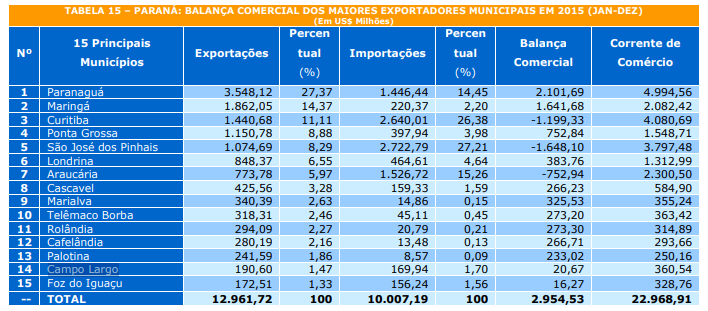 TABELA 15 – PARANÁ: BALANÇA COMERCIAL DOS MAIORES EXPORTADORES MUNICIPAIS EM 2015 (JAN-DEZ)
(Em US$ Milhões)
Nº 15 Principais Municípios Exportações Percentual (%) Importações Percentual (%) Balança Comercial Corrente de Comércio
1 Paranaguá 3.548,12 27,37 1.446,44 14,45 2.101,69 4.994,56
2 Maringá 1.862,05 14,37 220,37 2,20 1.641,68 2.082,42
3 Curitiba 1.440,68 11,11 2.640,01 26,38 -1.199,33 4.080,69
4 Ponta Grossa 1.150,78 8,88 397,94 3,98 752,84 1.548,71
5 São José dos Pinhais 1.074,69 8,29 2.722,79 27,21 -1.648,10 3.797,48
6 Londrina 848,37 6,55 464,61 4,64 383,76 1.312,99
7 Araucária 773,78 5,97 1.526,72 15,26 -752,94 2.300,50
8 Cascavel 425,56 3,28 159,33 1,59 266,23 584,90
9 Marialva 340,39 2,63 14,86 0,15 325,53 355,24
10 Telêmaco Borba 318,31 2,46 45,11 0,45 273,20 363,42
11 Rolândia 294,09 2,27 20,79 0,21 273,30 314,89
12 Cafelândia 280,19 2,16 13,48 0,13 266,71 293,66
13 Palotina 241,59 1,86 8,57 0,09 233,02 250,16
14 Campo Largo 190,60 1,47 169,94 1,70 20,67 360,54
15 Foz do Iguaçu 172,51 1,33 156,24 1,56 16,27 328,76
-- TOTAL 12.961,72 100 10.007,19 100 2.954,53 22.968,91